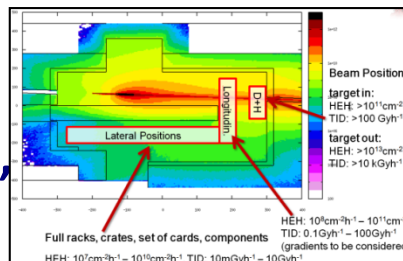 Beam Position
target in:
HEH: >10¹¹cm⁻²
TID: >100 Gyh⁻¹
target out:
HEH: >10¹³cm⁻²
TID: >10 kGyh⁻¹
D+H
Longitudin.
Lateral Positions
HEH: 10⁸cm⁻²h⁻¹ – 10¹¹cm⁻
TID: 0.1Gyh⁻¹ – 100Gyh⁻¹
(gradients to be considered
Full racks, crates, set of cards, components
HEH: 10⁷cm⁻²h⁻¹ – 10¹⁰cm⁻²h⁻¹ TID: 10mGyh⁻¹ – 10Gyh⁻¹